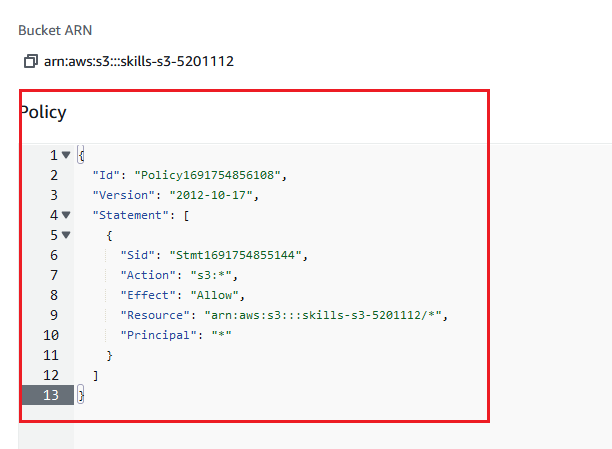 Bucket ARN
arn:aws:s3:::skills-s3-5201112
Policy
1 {
2 "Id": "Policy1691754856108",
3 "Version": "2012-10-17",
4 "Statement": [
5 {
6 "Sid": "Stmt1691754855144",
7 "Action": "s3:*",
8 "Effect": "Allow",
9 "Resource": "arn:aws:s3:::skills-s3-5201112/*",
10 "Principal": "*"
11 }
12 ]
13 }